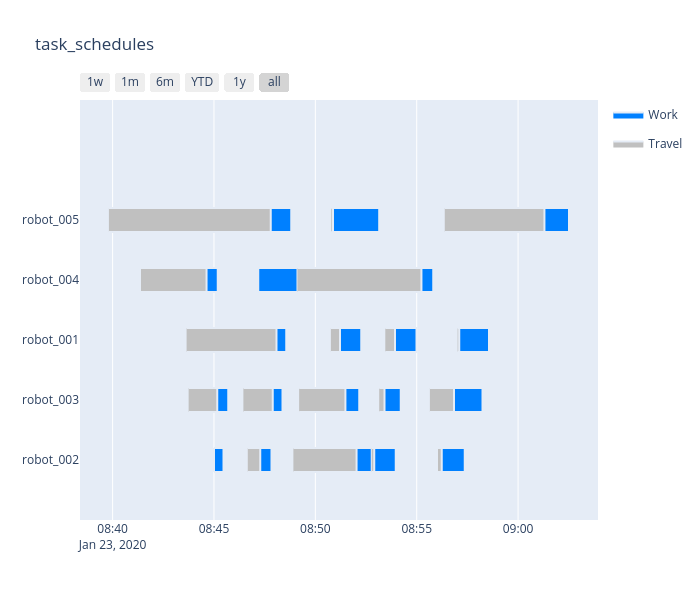 task_schedules
1w 1m 6m YTD 1y all
Work
Travel
robot_005
robot_004
robot_001
robot_003
robot_002
08:40 08:45 08:50 08:55 09:00
Jan 23, 2020